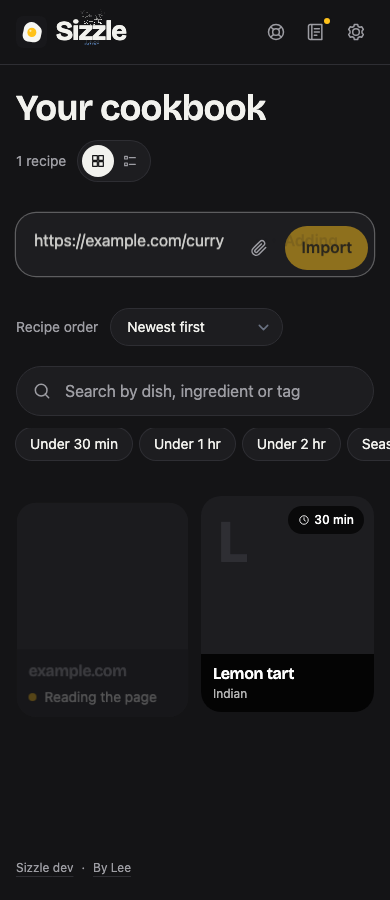 Sizzle
Your cookbook
1 recipe
https://example.com/curry
Adding
Import
Recipe order
Newest first
Search by dish, ingredient or tag
Under 30 min
Under 1 hr
Under 2 hr
Seas
L
30 min
example.com
Reading the page
Lemon tart
Indian
Sizzle dev · By Lee